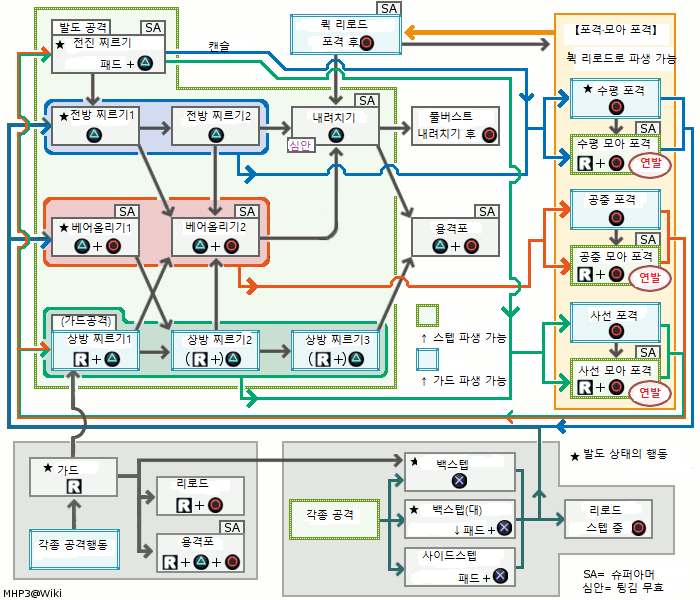 발도 공격
SA
★ 전진 찌르기
패드 + △
캔슬
SA
퀵 리로드
포격 후 ○
【포격·모아 포격】
퀵 리로드로 파생 가능
★ 전방 찌르기1
△
전방 찌르기2
△
SA
내려치기
△
심안
풀버스트
내려치기 후 ○
★ 수평 포격
○
SA
수평 모아 포격
R + ○
연발
SA
★ 베어올리기1
△ + ○
SA
베어올리기2
△ + ○
SA
용격포
△ + ○
공중 포격
○
SA
공중 모아 포격
R + ○
연발
(가드공격)
상방 찌르기1
R + △
상방 찌르기2
(R +) △
상방 찌르기3
(R +) △
↑ 스텝 파생 가능
↑ 가드 파생 가능
사선 포격
○
SA
사선 모아 포격
R + ○
연발
★ 가드
R
리로드
R + ○
각종 공격행동
SA
용격포
R + △ + ○
각종 공격
★ 백스텝
✕
★ 백스텝(대)
↓패드 + ✕
사이드스텝
패드 + ✕
★ 발도 상태의 행동
리로드
스텝 중 ○
SA= 슈퍼아머
심안= 튕김 무효
MHP3@Wiki